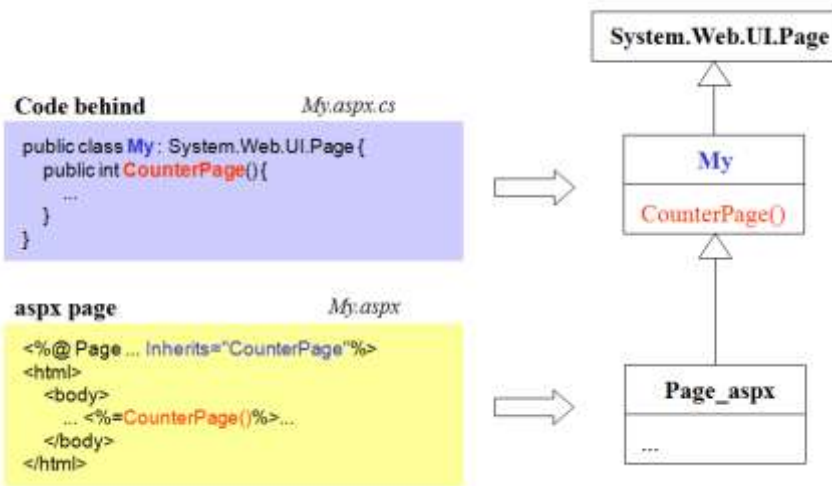 System.Web.UI.Page
Code behind My.aspx.cs
public class My : System.Web.UI.Page {
public int CounterPage(){
...
}
}
My
CounterPage()
aspx page My.aspx
<%@ Page ... Inherits="CounterPage"%>
<html>
<body>
... <%=CounterPage()%>...
</body>
</html>
Page_aspx
...